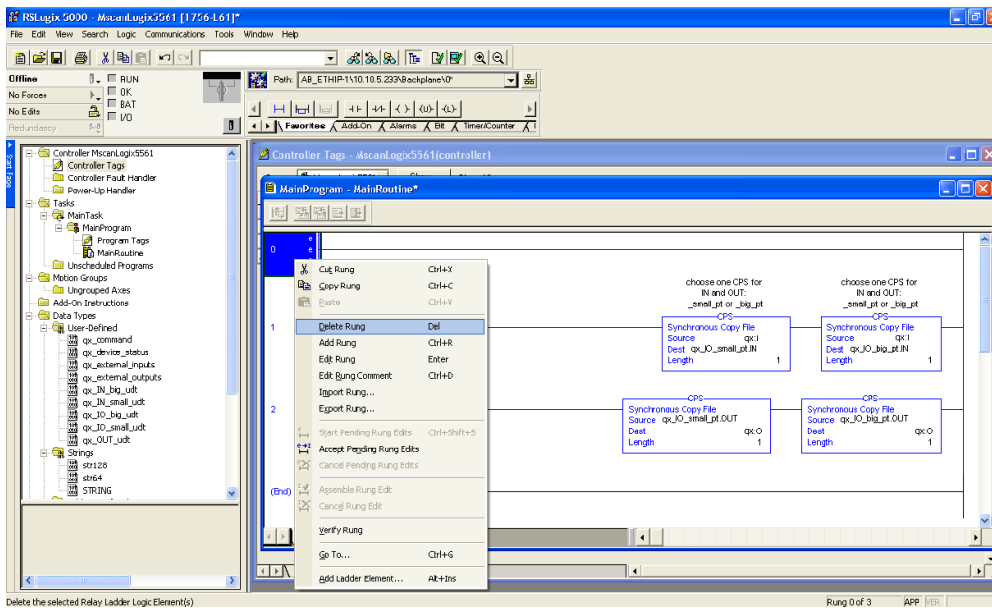 RSLogix 5000 - MscanLogix5561 [1756-L61]*
File Edit View Search Logic Communications Tools Window Help
Offline
RUN
No Forces
OK
No Edits
BAT
Redundancy
I/O
Path: AB_ETHIP-1\10.10.5.233\Backplane\0*
Favorites Add-On Alarms Bit Timer/Counter
Start Page
Controller MscanLogix5561
Controller Tags
Controller Fault Handler
Power-Up Handler
Tasks
MainTask
MainProgram
Program Tags
MainRoutine
Unscheduled Programs
Motion Groups
Ungrouped Axes
Add-On Instructions
Data Types
User-Defined
qx_command
qx_device_status
qx_external_inputs
qx_external_outputs
qx_IN_big_udt
qx_IN_small_udt
qx_IO_big_udt
qx_IO_small_udt
qx_OUT_udt
Strings
str128
str64
STRING
Controller Tags - MscanLogix5561(controller)
MainProgram - MainRoutine*
0
e
e
Cut Rung Ctrl+X
Copy Rung Ctrl+C
Paste Ctrl+V
Delete Rung Del
Add Rung Ctrl+R
Edit Rung Enter
Edit Rung Comment Ctrl+D
Import Rung...
Export Rung...
Start Pending Rung Edits Ctrl+Shift+S
Accept Pending Rung Edits
Cancel Pending Rung Edits
Assemble Rung Edit
Cancel Rung Edit
Verify Rung
Go To... Ctrl+G
Add Ladder Element... Alt+Ins
1
choose one CPS for
IN and OUT:
_small_pt or _big_pt
CPS
Synchronous Copy File
Source qx:I
Dest qx_IO_small_pt.IN
Length 1
choose one CPS for
IN and OUT:
_small_pt or _big_pt
CPS
Synchronous Copy File
Source qx:I
Dest qx_IO_big_pt.IN
Length 1
2
CPS
Synchronous Copy File
Source qx_IO_small_pt.OUT
Dest qx:O
Length 1
CPS
Synchronous Copy File
Source qx_IO_big_pt.OUT
Dest qx:O
Length 1
(End)
Delete the selected Relay Ladder Logic Element(s)
Rung 0 of 3
APP
VER